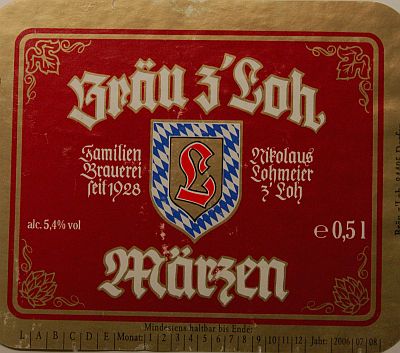 Bräu z'Loh
Familien
Brauerei
seit 1928
L
Nikolaus
Lohmeier
z'Loh
alc. 5,4% vol
e 0,5 l
Märzen
Mindestens haltbar bis Ende:
L A B C D E Monat: 1 2 3 4 5 6 7 8 9 10 11 12 Jahr: 2006 07 08